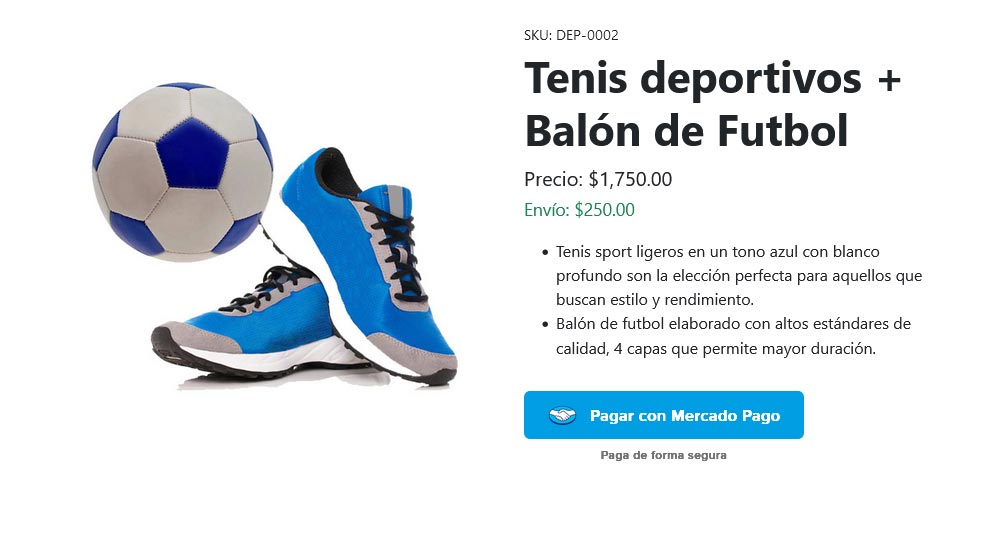 SKU: DEP-0002
Tenis deportivos +
Balón de Futbol
Precio: $1,750.00
Envío: $250.00
• Tenis sport ligeros en un tono azul con blanco
profundo son la elección perfecta para aquellos que
buscan estilo y rendimiento.
• Balón de futbol elaborado con altos estándares de
calidad, 4 capas que permite mayor duración.
Pagar con Mercado Pago
Paga de forma segura